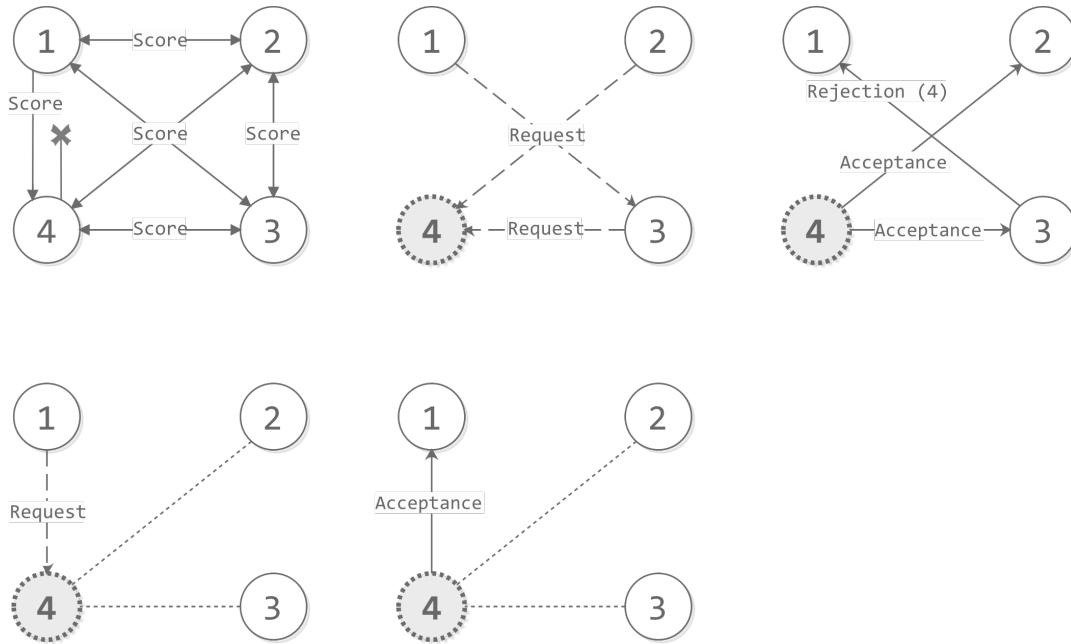 1 Score 2
Score
Score Score
4 Score 3
1 2
Request
4 Request 3
1 2
Rejection (4)
Acceptance
4 Acceptance 3
1 2
Request
4 3
1 2
Acceptance
4 3